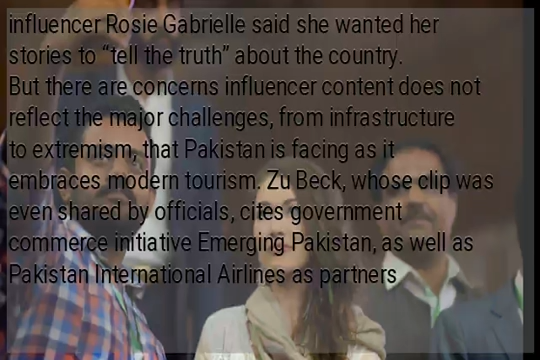 influencer Rosie Gabrielle said she wanted her
stories to “tell the truth” about the country.
But there are concerns influencer content does not
reflect the major challenges, from infrastructure
to extremism, that Pakistan is facing as it
embraces modern tourism. Zu Beck, whose clip was
even shared by officials, cites government
commerce initiative Emerging Pakistan, as well as
Pakistan International Airlines as partners